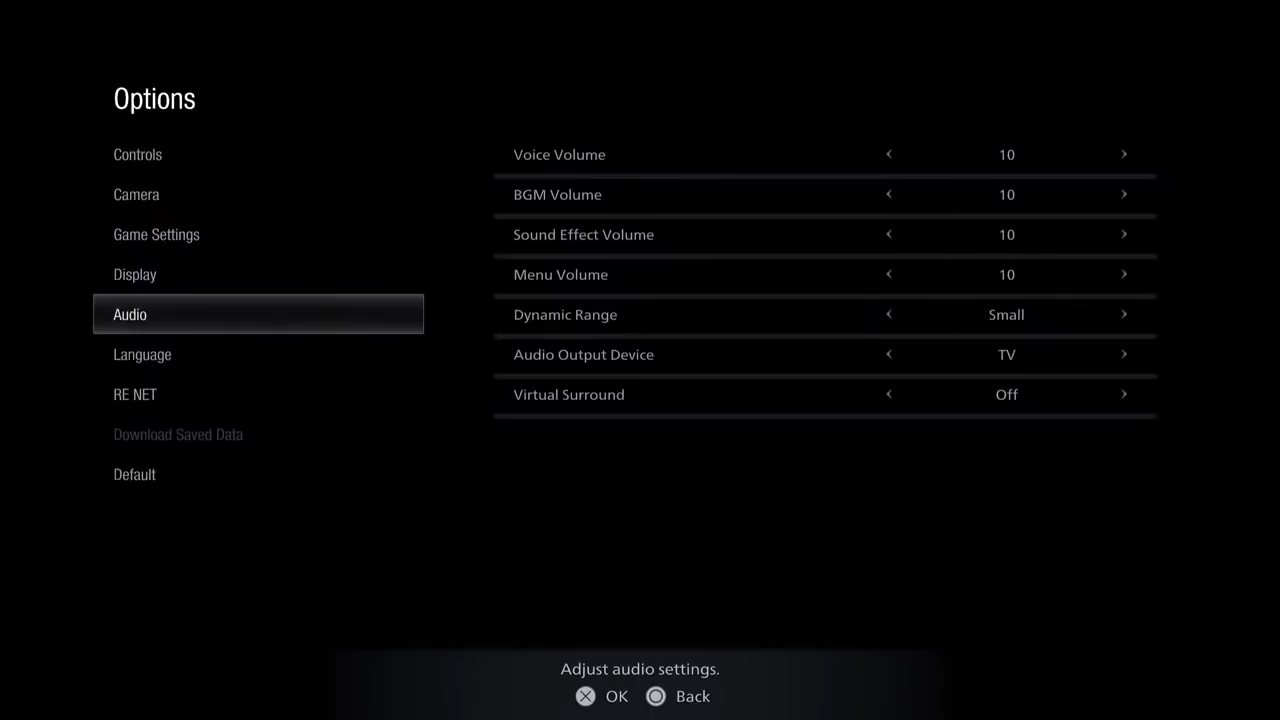 Options
Controls
Camera
Game Settings
Display
Audio
Language
RE NET
Download Saved Data
Default
Voice Volume 10
BGM Volume 10
Sound Effect Volume 10
Menu Volume 10
Dynamic Range Small
Audio Output Device TV
Virtual Surround Off
Adjust audio settings.
OK Back